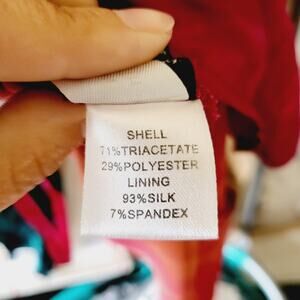 SHELL
71%TRIACETATE
29%POLYESTER
LINING
93%SILK
7%SPANDEX